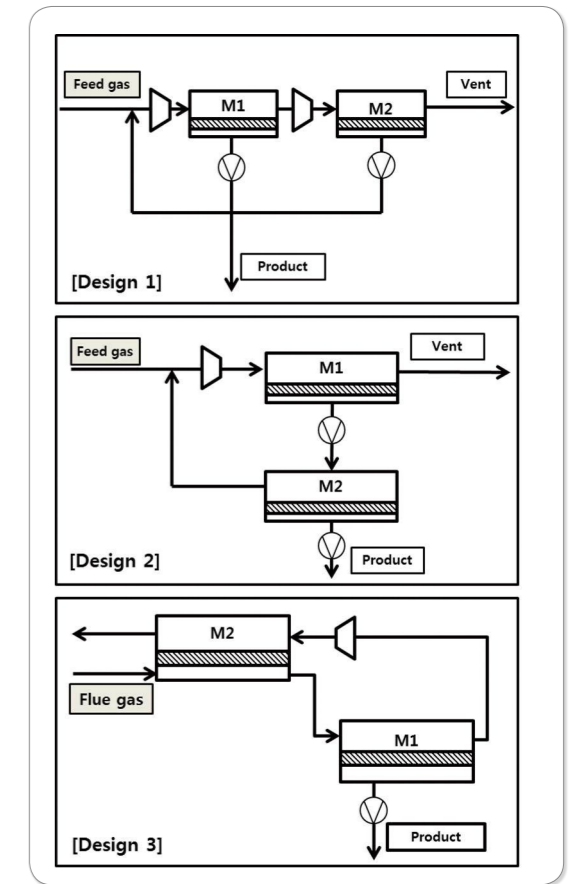 Feed gas
Vent
M1
M2
Product
[Design 1]
Feed gas
Vent
M1
M2
Product
[Design 2]
M2
Flue gas
M1
Product
[Design 3]